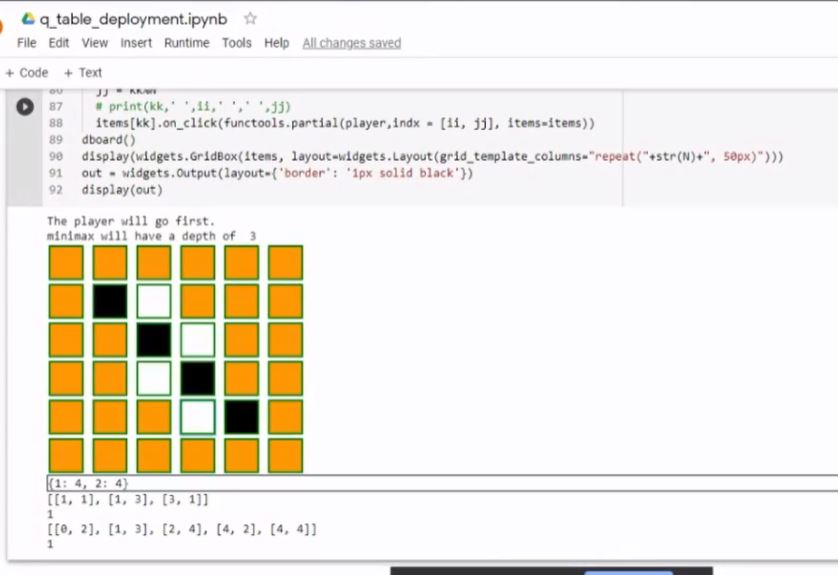 q_table_deployment.ipynb
File Edit View Insert Runtime Tools Help All changes saved
+ Code + Text
87 # print(kk,' ',ii,' ',' ',jj)
88 items[kk].on_click(functools.partial(player,indx = [ii, jj], items=items))
89 dboard()
90 display(widgets.GridBox(items, layout=widgets.Layout(grid_template_columns="repeat("+str(N)+", 50px)")))
91 out = widgets.Output(layout={'border': '1px solid black'})
92 display(out)
The player will go first.
minimax will have a depth of 3
{1: 4, 2: 4}
[[1, 1], [1, 3], [3, 1]]
1
[[0, 2], [1, 3], [2, 4], [4, 2], [4, 4]]
1